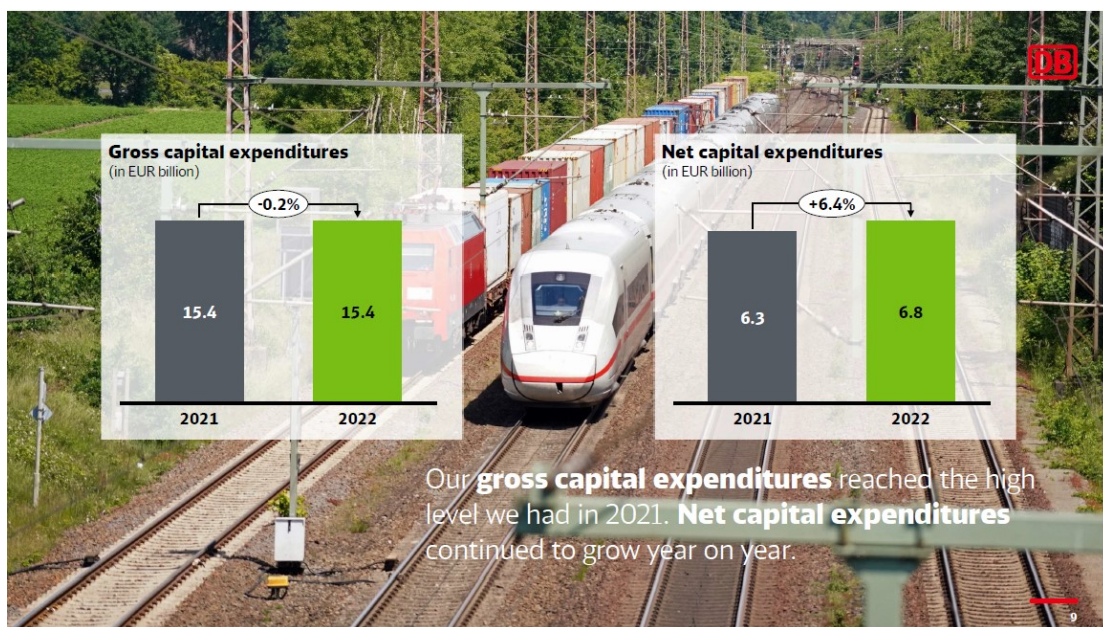 DB
Gross capital expenditures
(in EUR billion)
-0.2%
15.4
15.4
2021
2022
Net capital expenditures
(in EUR billion)
+6.4%
6.3
6.8
2021
2022
Our gross capital expenditures reached the high
level we had in 2021. Net capital expenditures
continued to grow year on year.
9